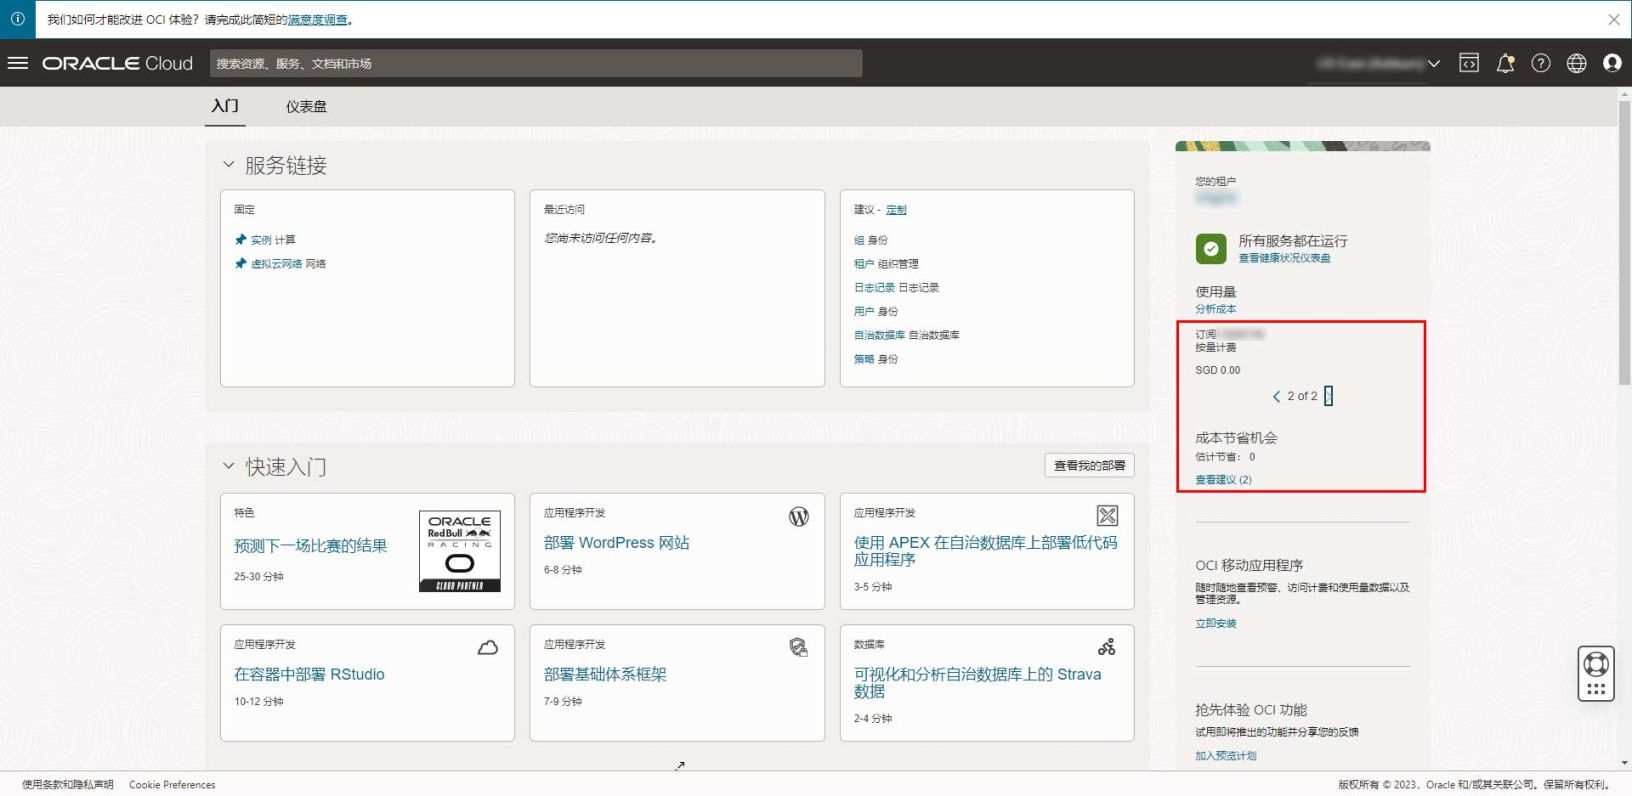 我们如何才能改进 OCI 体验？请完成此简短的满意度调查。
ORACLE Cloud
搜索资源、服务、文档和市场
入门
仪表盘
服务链接
固定
实例 计算
虚拟云网络 网络
最近访问
您尚未访问任何内容。
建议 - 定制
组 身份
租户 组织管理
日志记录 日志记录
用户 身份
自治数据库 自治数据库
策略 身份
快速入门
查看我的部署
特色
预测下一场比赛的结果
25-30 分钟
ORACLE
Red Bull
RACING
CLOUD PARTNER
应用程序开发
部署 WordPress 网站
6-8 分钟
应用程序开发
使用 APEX 在自治数据库上部署低代码
应用程序
3-5 分钟
应用程序开发
在容器中部署 RStudio
10-12 分钟
应用程序开发
部署基础体系框架
7-9 分钟
数据库
可视化和分析自治数据库上的 Strava
数据
2-4 分钟
您的租户
所有服务都在运行
查看健康状况仪表盘
使用量
分析成本
订阅
按量计费
SGD 0.00
2 of 2
成本节省机会
估计节省： 0
查看建议 (2)
OCI 移动应用程序
随时随地查看预警、访问计费和使用量数据以及
管理资源。
立即安装
抢先体验 OCI 功能
试用即将推出的功能并分享您的反馈
加入预览计划
使用条款和隐私声明
Cookie Preferences
版权所有 © 2023，Oracle 和/或其关联公司。保留所有权利。